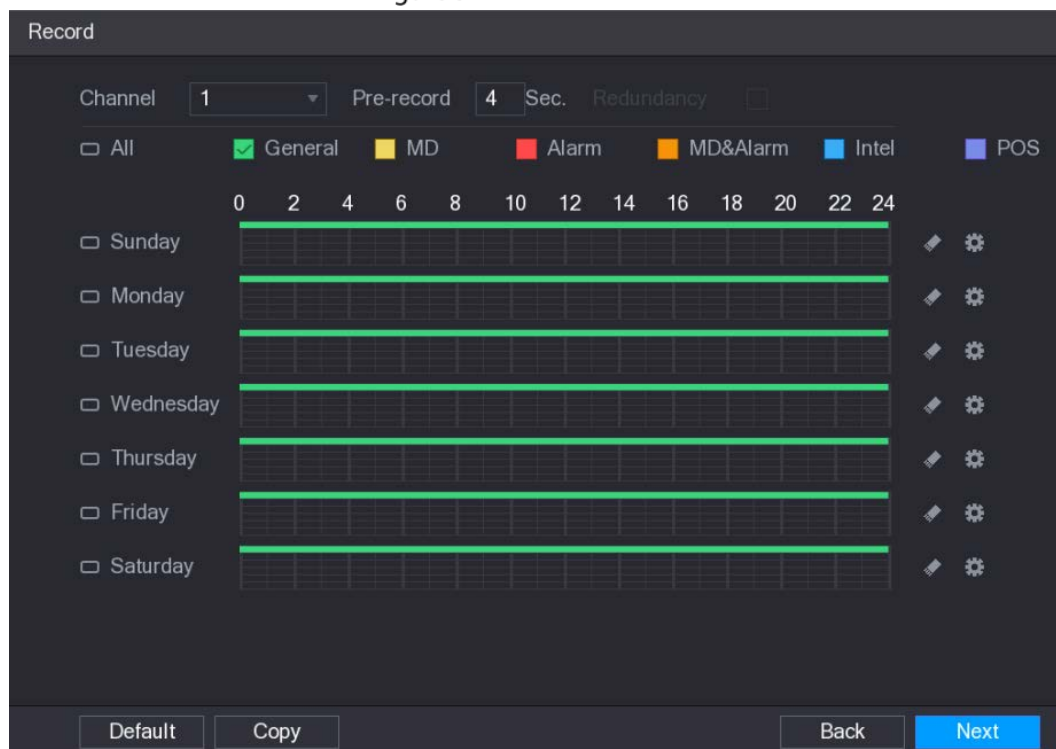 Record
Channel 1 Pre-record 4 Sec. Redundancy
All General MD Alarm MD&Alarm Intel POS
0 2 4 6 8 10 12 14 16 18 20 22 24
Sunday
Monday
Tuesday
Wednesday
Thursday
Friday
Saturday
Default Copy Back Next